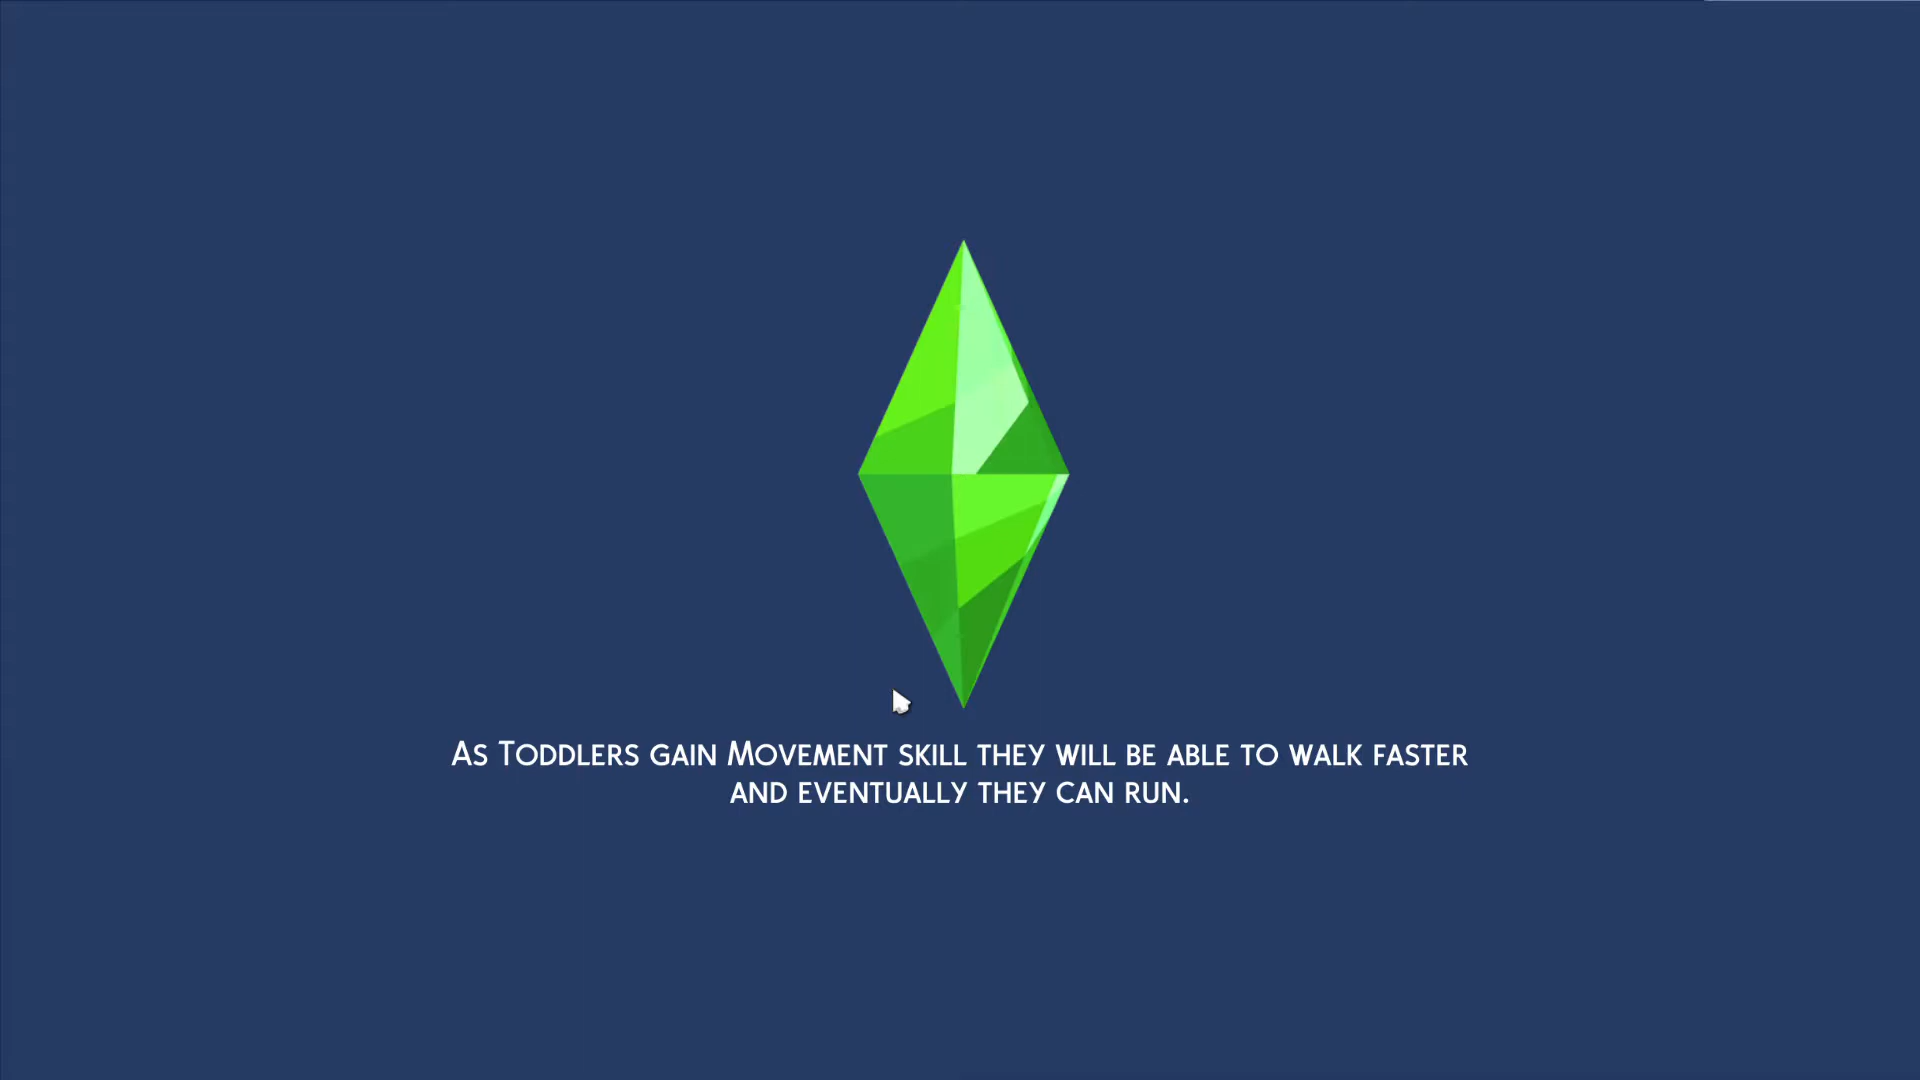 As Toddlers gain Movement skill they will be able to walk faster
and eventually they can run.